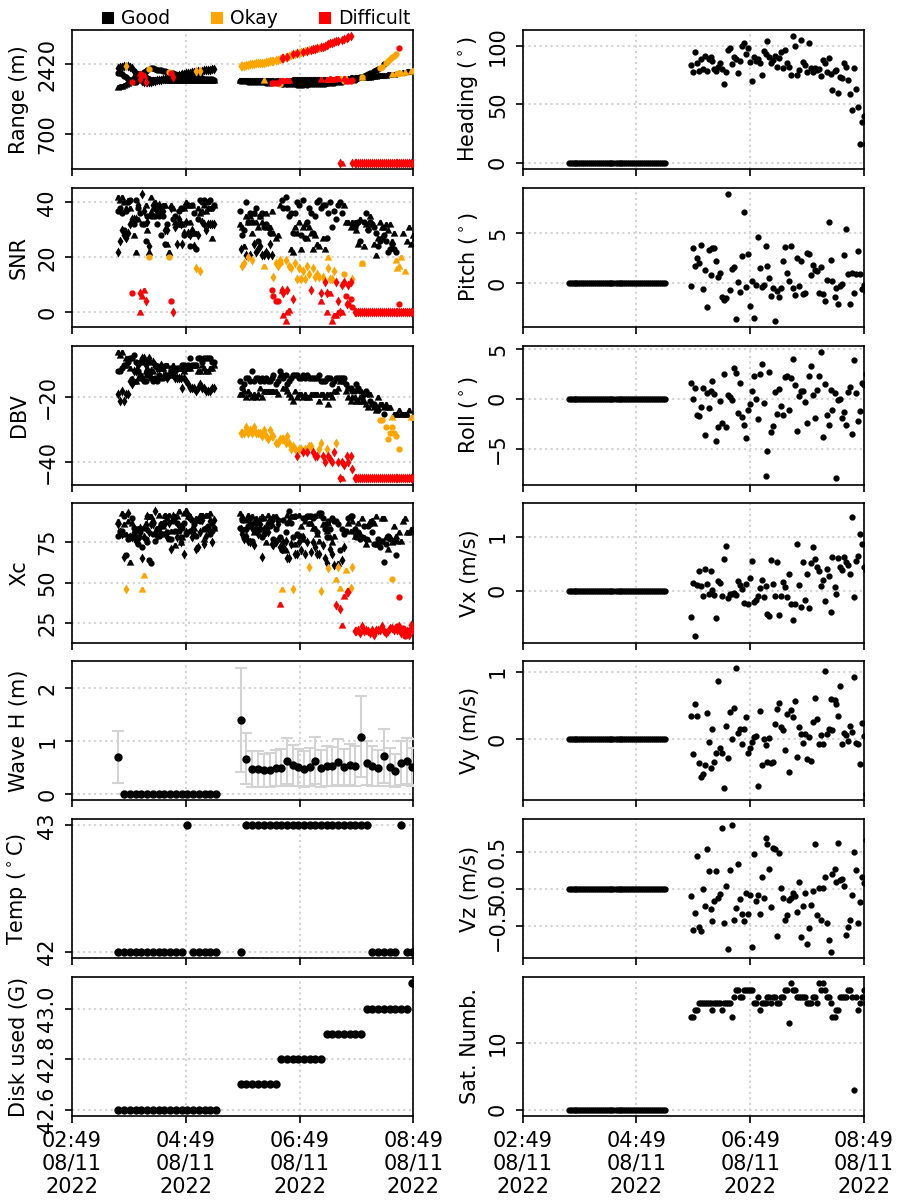 Good Okay Difficult
Range (m)
2420
700
Heading (°)
100
50
0
SNR
40
20
0
Pitch (°)
5
0
DBV
−20
−40
Roll (°)
5
0
−5
Xc
75
50
25
Vx (m/s)
1
0
Wave H (m)
2
1
0
Vy (m/s)
1
0
Temp (°C)
43
42
Vz (m/s)
0.5
0.0
−0.5
Disk used (G)
43.0
42.8
42.6
Sat. Numb.
10
0
02:49 04:49 06:49 08:49
08/11 08/11 08/11 08/11
2022 2022 2022 2022
02:49 04:49 06:49 08:49
08/11 08/11 08/11 08/11
2022 2022 2022 2022